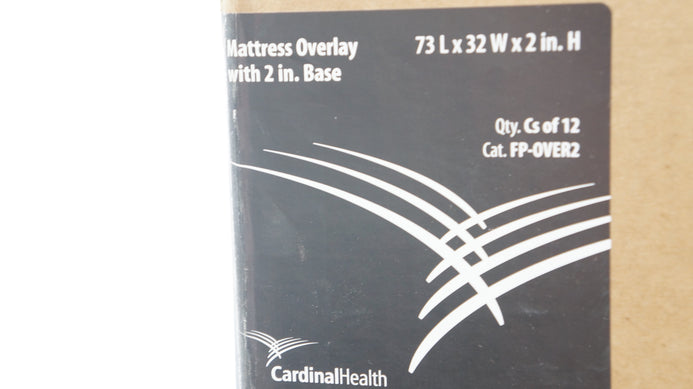 Mattress Overlay
with 2 in. Base
73 L x 32 W x 2 in. H
Qty. Cs of 12
Cat. FP-OVER2
CardinalHealth